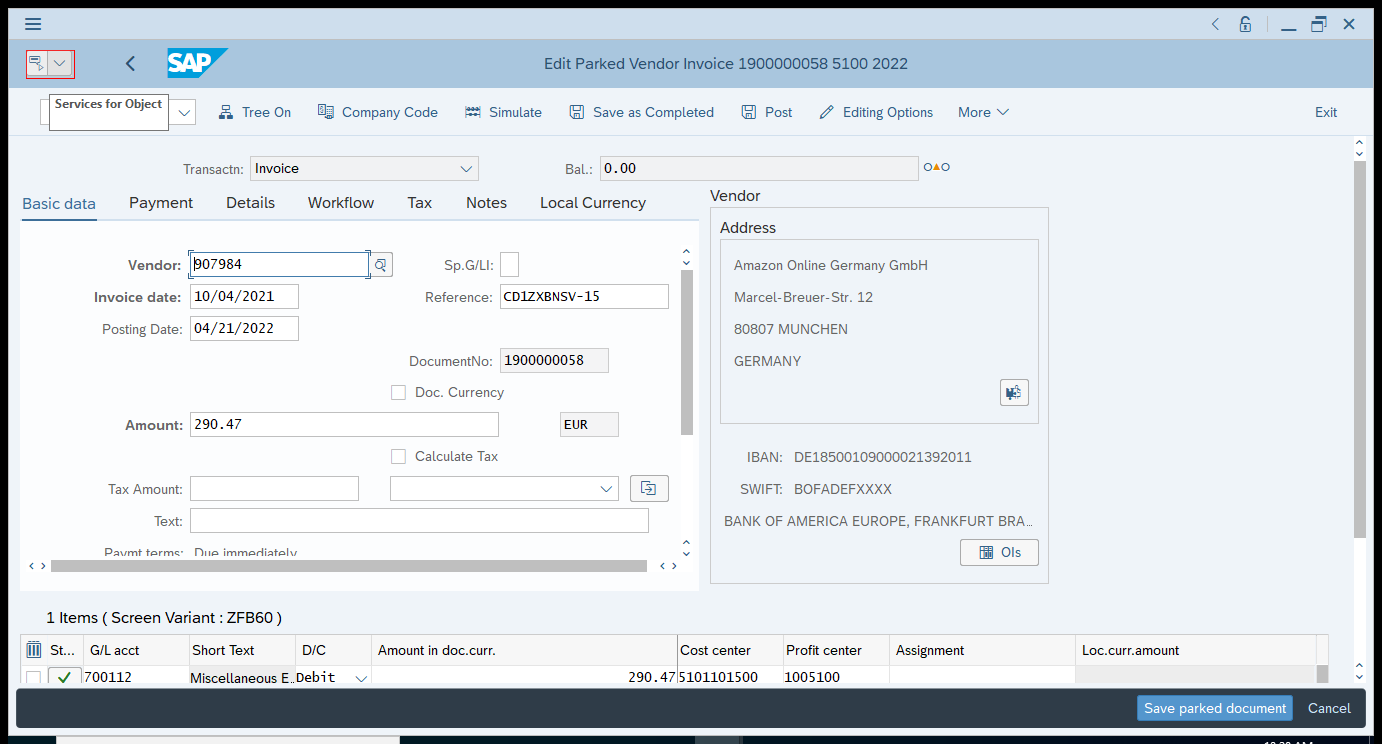 SAP
Edit Parked Vendor Invoice 1900000058 5100 2022
Services for Object
Tree On
Company Code
Simulate
Save as Completed
Post
Editing Options
More
Exit
Transactn: Invoice
Bal.: 0.00
Basic data
Payment
Details
Workflow
Tax
Notes
Local Currency
Vendor: 907984
Sp.G/LI:
Invoice date: 10/04/2021
Reference: CD1ZXBNSV-15
Posting Date: 04/21/2022
DocumentNo: 1900000058
Doc. Currency
Amount: 290.47
EUR
Calculate Tax
Tax Amount:
Text:
Paymt terms: Due immediately
Vendor
Address
Amazon Online Germany GmbH
Marcel-Breuer-Str. 12
80807 MUNCHEN
GERMANY
IBAN: DE18500109000021392011
SWIFT: BOFADEFXXXX
BANK OF AMERICA EUROPE, FRANKFURT BRA...
OIs
1 Items ( Screen Variant : ZFB60 )
St... G/L acct Short Text D/C Amount in doc.curr. Cost center Profit center Assignment Loc.curr.amount
700112 Miscellaneous E... Debit 290.47 5101101500 1005100
Save parked document
Cancel